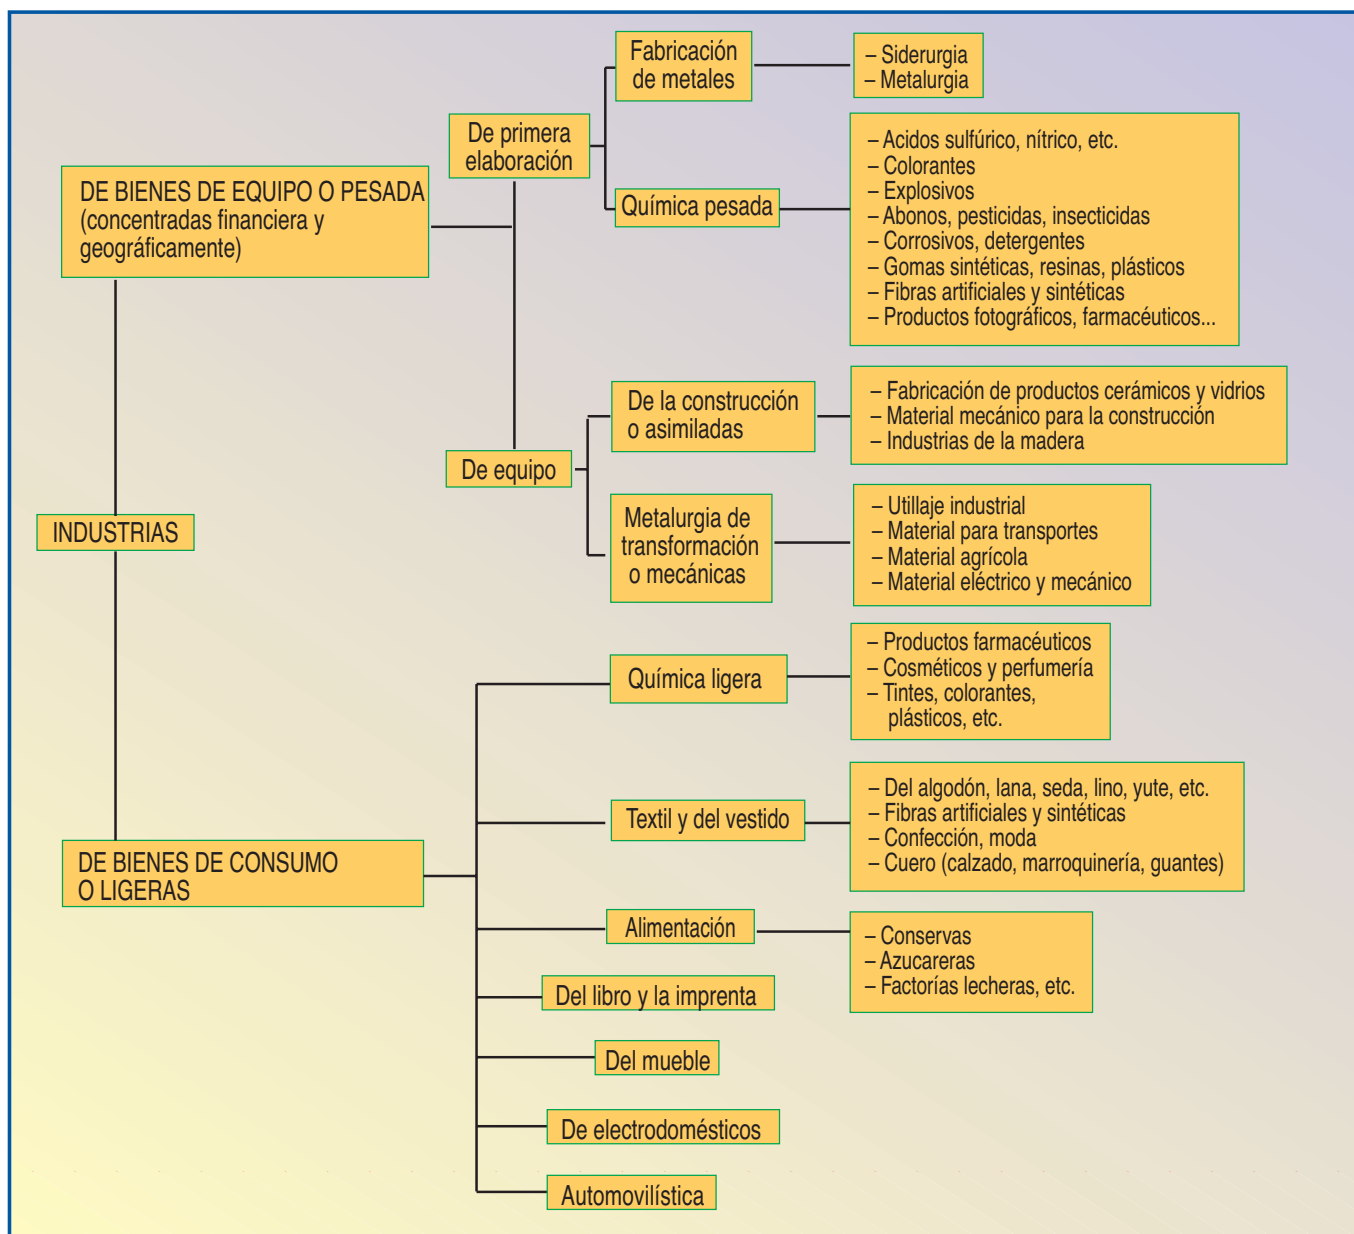 Fabricación
de metales
– Siderurgia
– Metalurgia
De primera
elaboración
– Acidos sulfúrico, nítrico, etc.
– Colorantes
– Explosivos
– Abonos, pesticidas, insecticidas
– Corrosivos, detergentes
– Gomas sintéticas, resinas, plásticos
– Fibras artificiales y sintéticas
– Productos fotográficos, farmacéuticos...
Química pesada
DE BIENES DE EQUIPO O PESADA
(concentradas financiera y
geográficamente)
De la construcción
o asimiladas
– Fabricación de productos cerámicos y vidrios
– Material mecánico para la construcción
– Industrias de la madera
De equipo
Metalurgia de
transformación
o mecánicas
– Utillaje industrial
– Material para transportes
– Material agrícola
– Material eléctrico y mecánico
INDUSTRIAS
Química ligera
– Productos farmacéuticos
– Cosméticos y perfumería
– Tintes, colorantes,
plásticos, etc.
Textil y del vestido
– Del algodón, lana, seda, lino, yute, etc.
– Fibras artificiales y sintéticas
– Confección, moda
– Cuero (calzado, marroquinería, guantes)
DE BIENES DE CONSUMO
O LIGERAS
Alimentación
– Conservas
– Azucareras
– Factorías lecheras, etc.
Del libro y la imprenta
Del mueble
De electrodomésticos
Automovilística